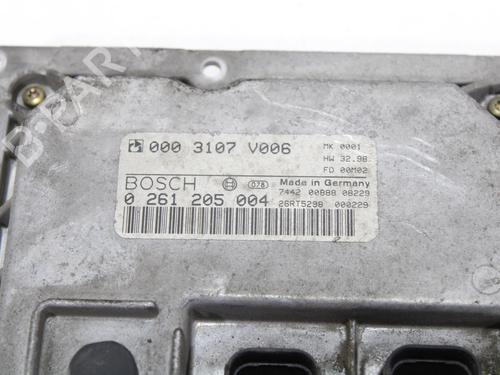 B-PARTS
000 3107 V006
MK 0001
HW 32.98
FD 00M02
BOSCH
078
Made in Germany
0 261 205 004
7442 00888 08229
26RT5298 000229